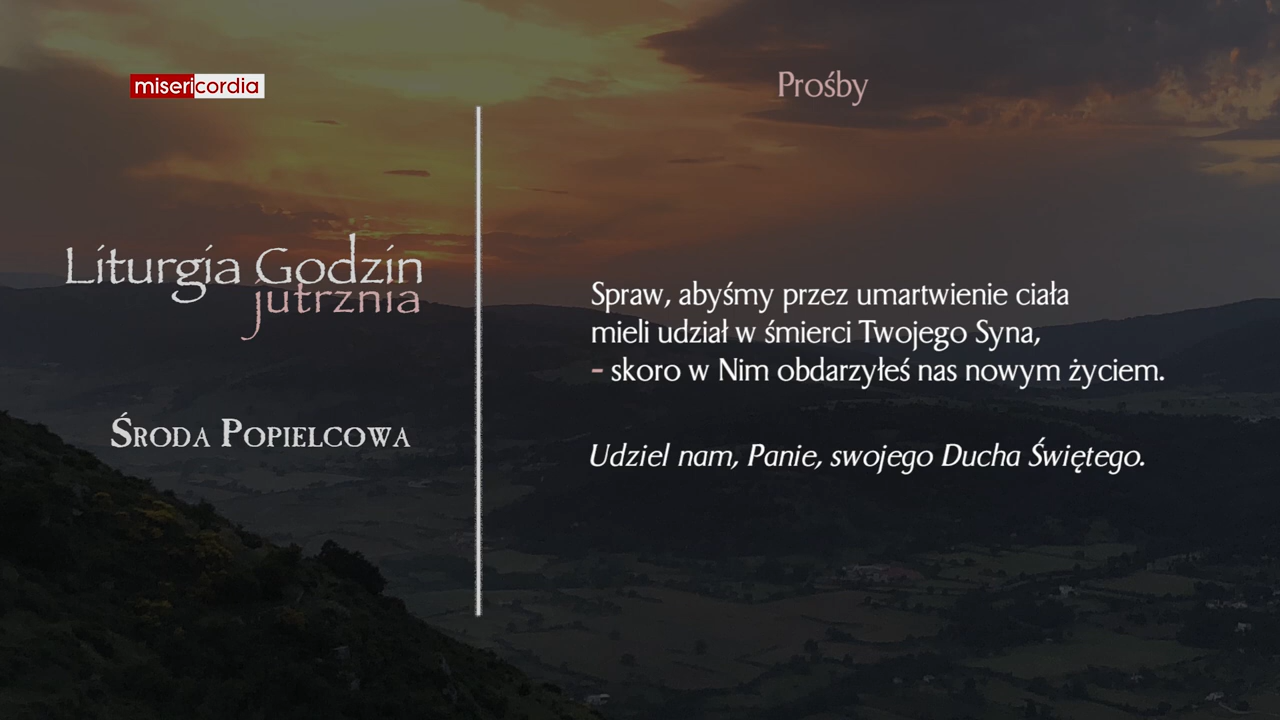 misericordia
Prośby
Liturgia Godzin
jutrznia
Środa Popielcowa
Spraw, abyśmy przez umartwienie ciała
mieli udział w śmierci Twojego Syna,
- skoro w Nim obdarzyłeś nas nowym życiem.
Udziel nam, Panie, swojego Ducha Świętego.